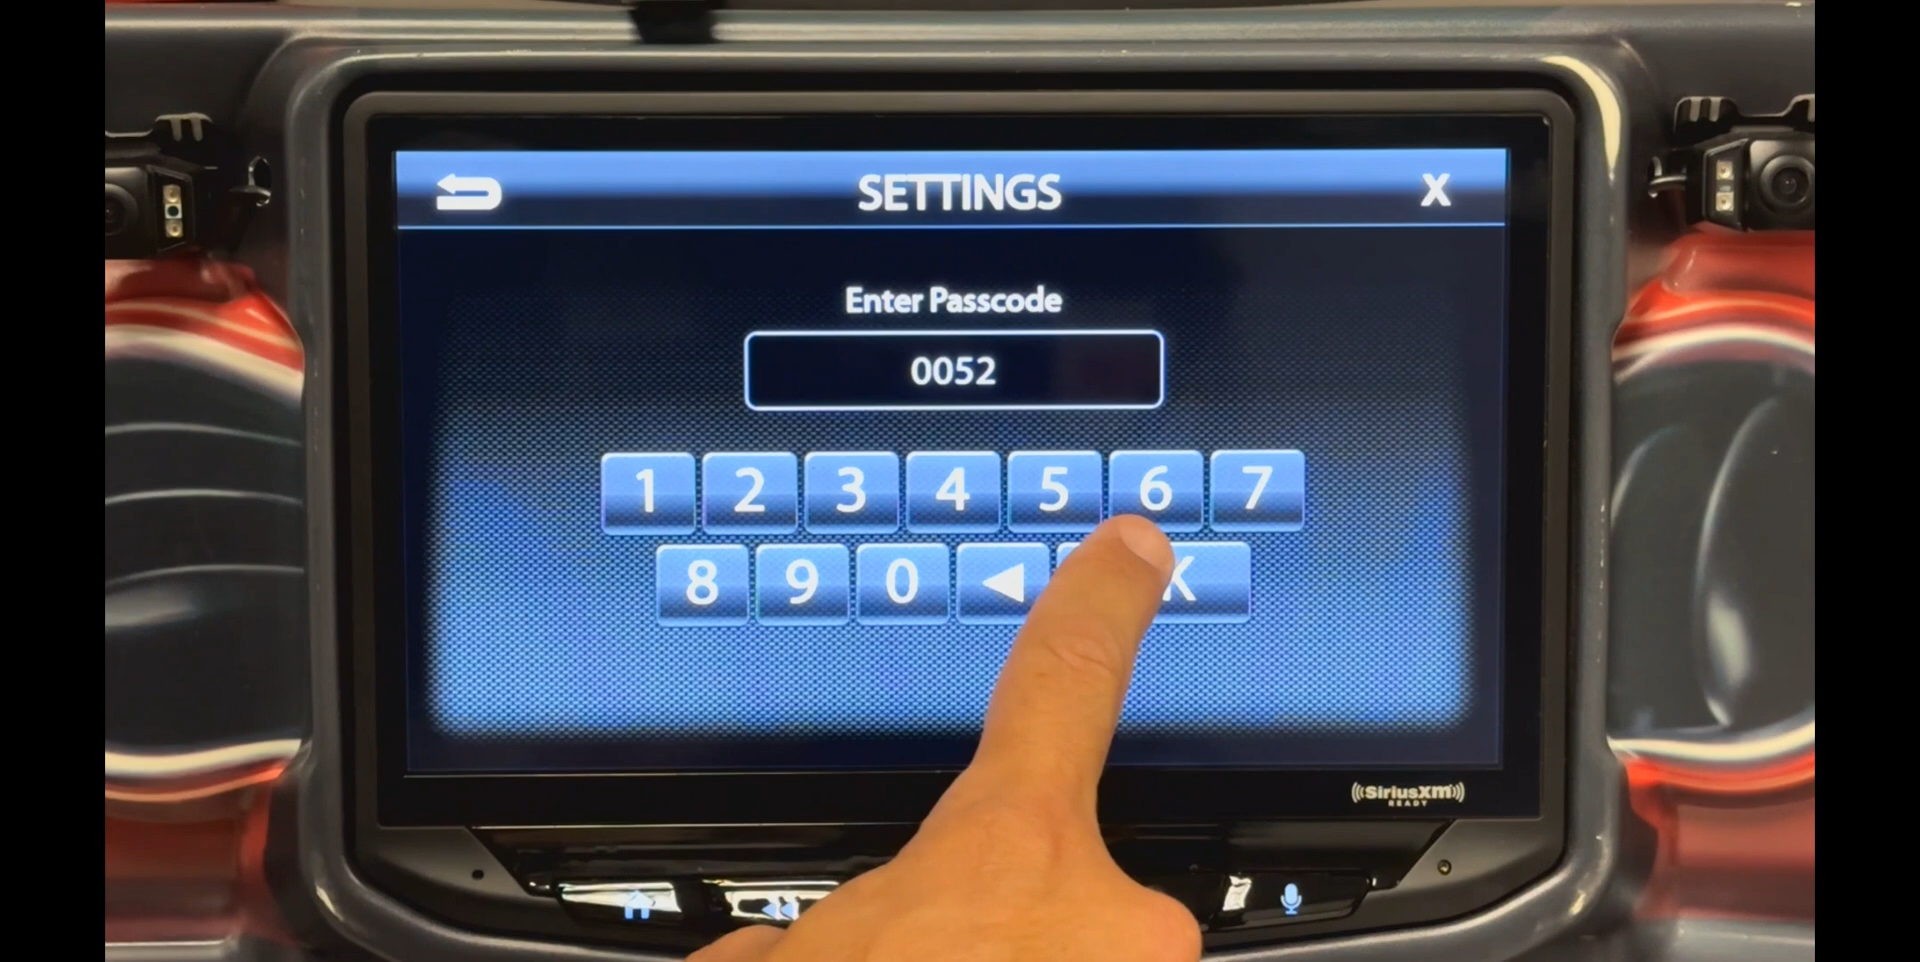 SETTINGS X
Enter Passcode
0052
1 2 3 4 5 6 7
8 9 0 K
SiriusXM
READY